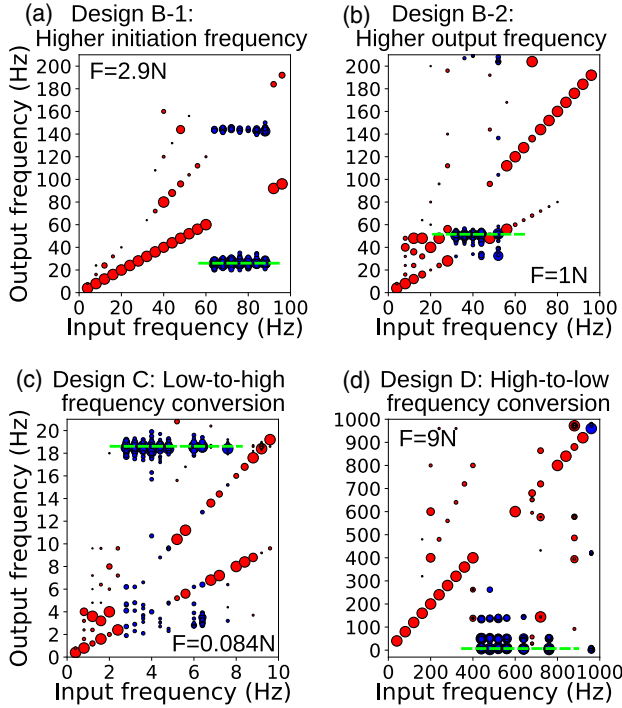 (a) Design B-1:
Higher initiation frequency
(b) Design B-2:
Higher output frequency
Output frequency (Hz)
200
180
160
140
120
100
80
60
40
20
0
F=2.9N
0 20 40 60 80 100
Input frequency (Hz)
200
180
160
140
120
100
80
60
40
20
0
F=1N
0 20 40 60 80 100
Input frequency (Hz)
(c) Design C: Low-to-high
frequency conversion
(d) Design D: High-to-low
frequency conversion
Output frequency (Hz)
20
18
16
14
12
10
8
6
4
2
0
F=0.084N
0 2 4 6 8 10
Input frequency (Hz)
1000
900
800
700
600
500
400
300
200
100
0
F=9N
0 200 400 600 800 1000
Input frequency (Hz)